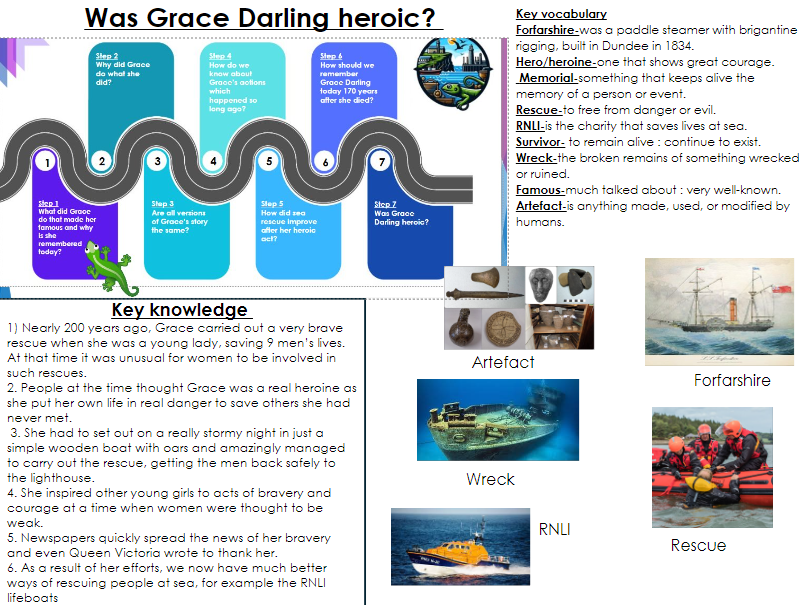 Was Grace Darling heroic?
Step 2
Why did Grace
do what she
did?
Step 4
How do we
know about
Grace's actions
which
happened so
long ago?
Step 6
How should we
remember
Grace Darling
today 170 years
after she died?
1
2
3
4
5
6
7
Step 1
What did Grace
do that made her
famous and why
is she
remembered
today?
Step 3
Are all versions
of Grace's story
the same?
Step 5
How did sea
rescue improve
after her heroic
act?
Step 7
Was Grace
Darling heroic?
Key vocabulary
Forfarshire-was a paddle steamer with brigantine
rigging, built in Dundee in 1834.
Hero/heroine-one that shows great courage.
Memorial-something that keeps alive the
memory of a person or event.
Rescue-to free from danger or evil.
RNLI-is the charity that saves lives at sea.
Survivor- to remain alive : continue to exist.
Wreck-the broken remains of something wrecked
or ruined.
Famous-much talked about : very well-known.
Artefact-is anything made, used, or modified by
humans.
Key knowledge
1) Nearly 200 years ago, Grace carried out a very brave
rescue when she was a young lady, saving 9 men's lives.
At that time it was unusual for women to be involved in
such rescues.
2. People at the time thought Grace was a real heroine as
she put her own life in real danger to save others she had
never met.
3. She had to set out on a really stormy night in just a
simple wooden boat with oars and amazingly managed
to carry out the rescue, getting the men back safely to
the lighthouse.
4. She inspired other young girls to acts of bravery and
courage at a time when women were thought to be
weak.
5. Newspapers quickly spread the news of her bravery
and even Queen Victoria wrote to thank her.
6. As a result of her efforts, we now have much better
ways of rescuing people at sea, for example the RNLI
lifeboats
Artefact
Forfarshire
Wreck
RNLI
Rescue